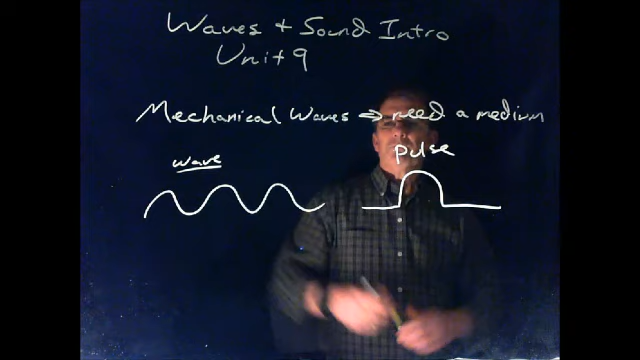 Waves + Sound Intro
Unit 9
Mechanical Waves → need a medium
wave
Pulse